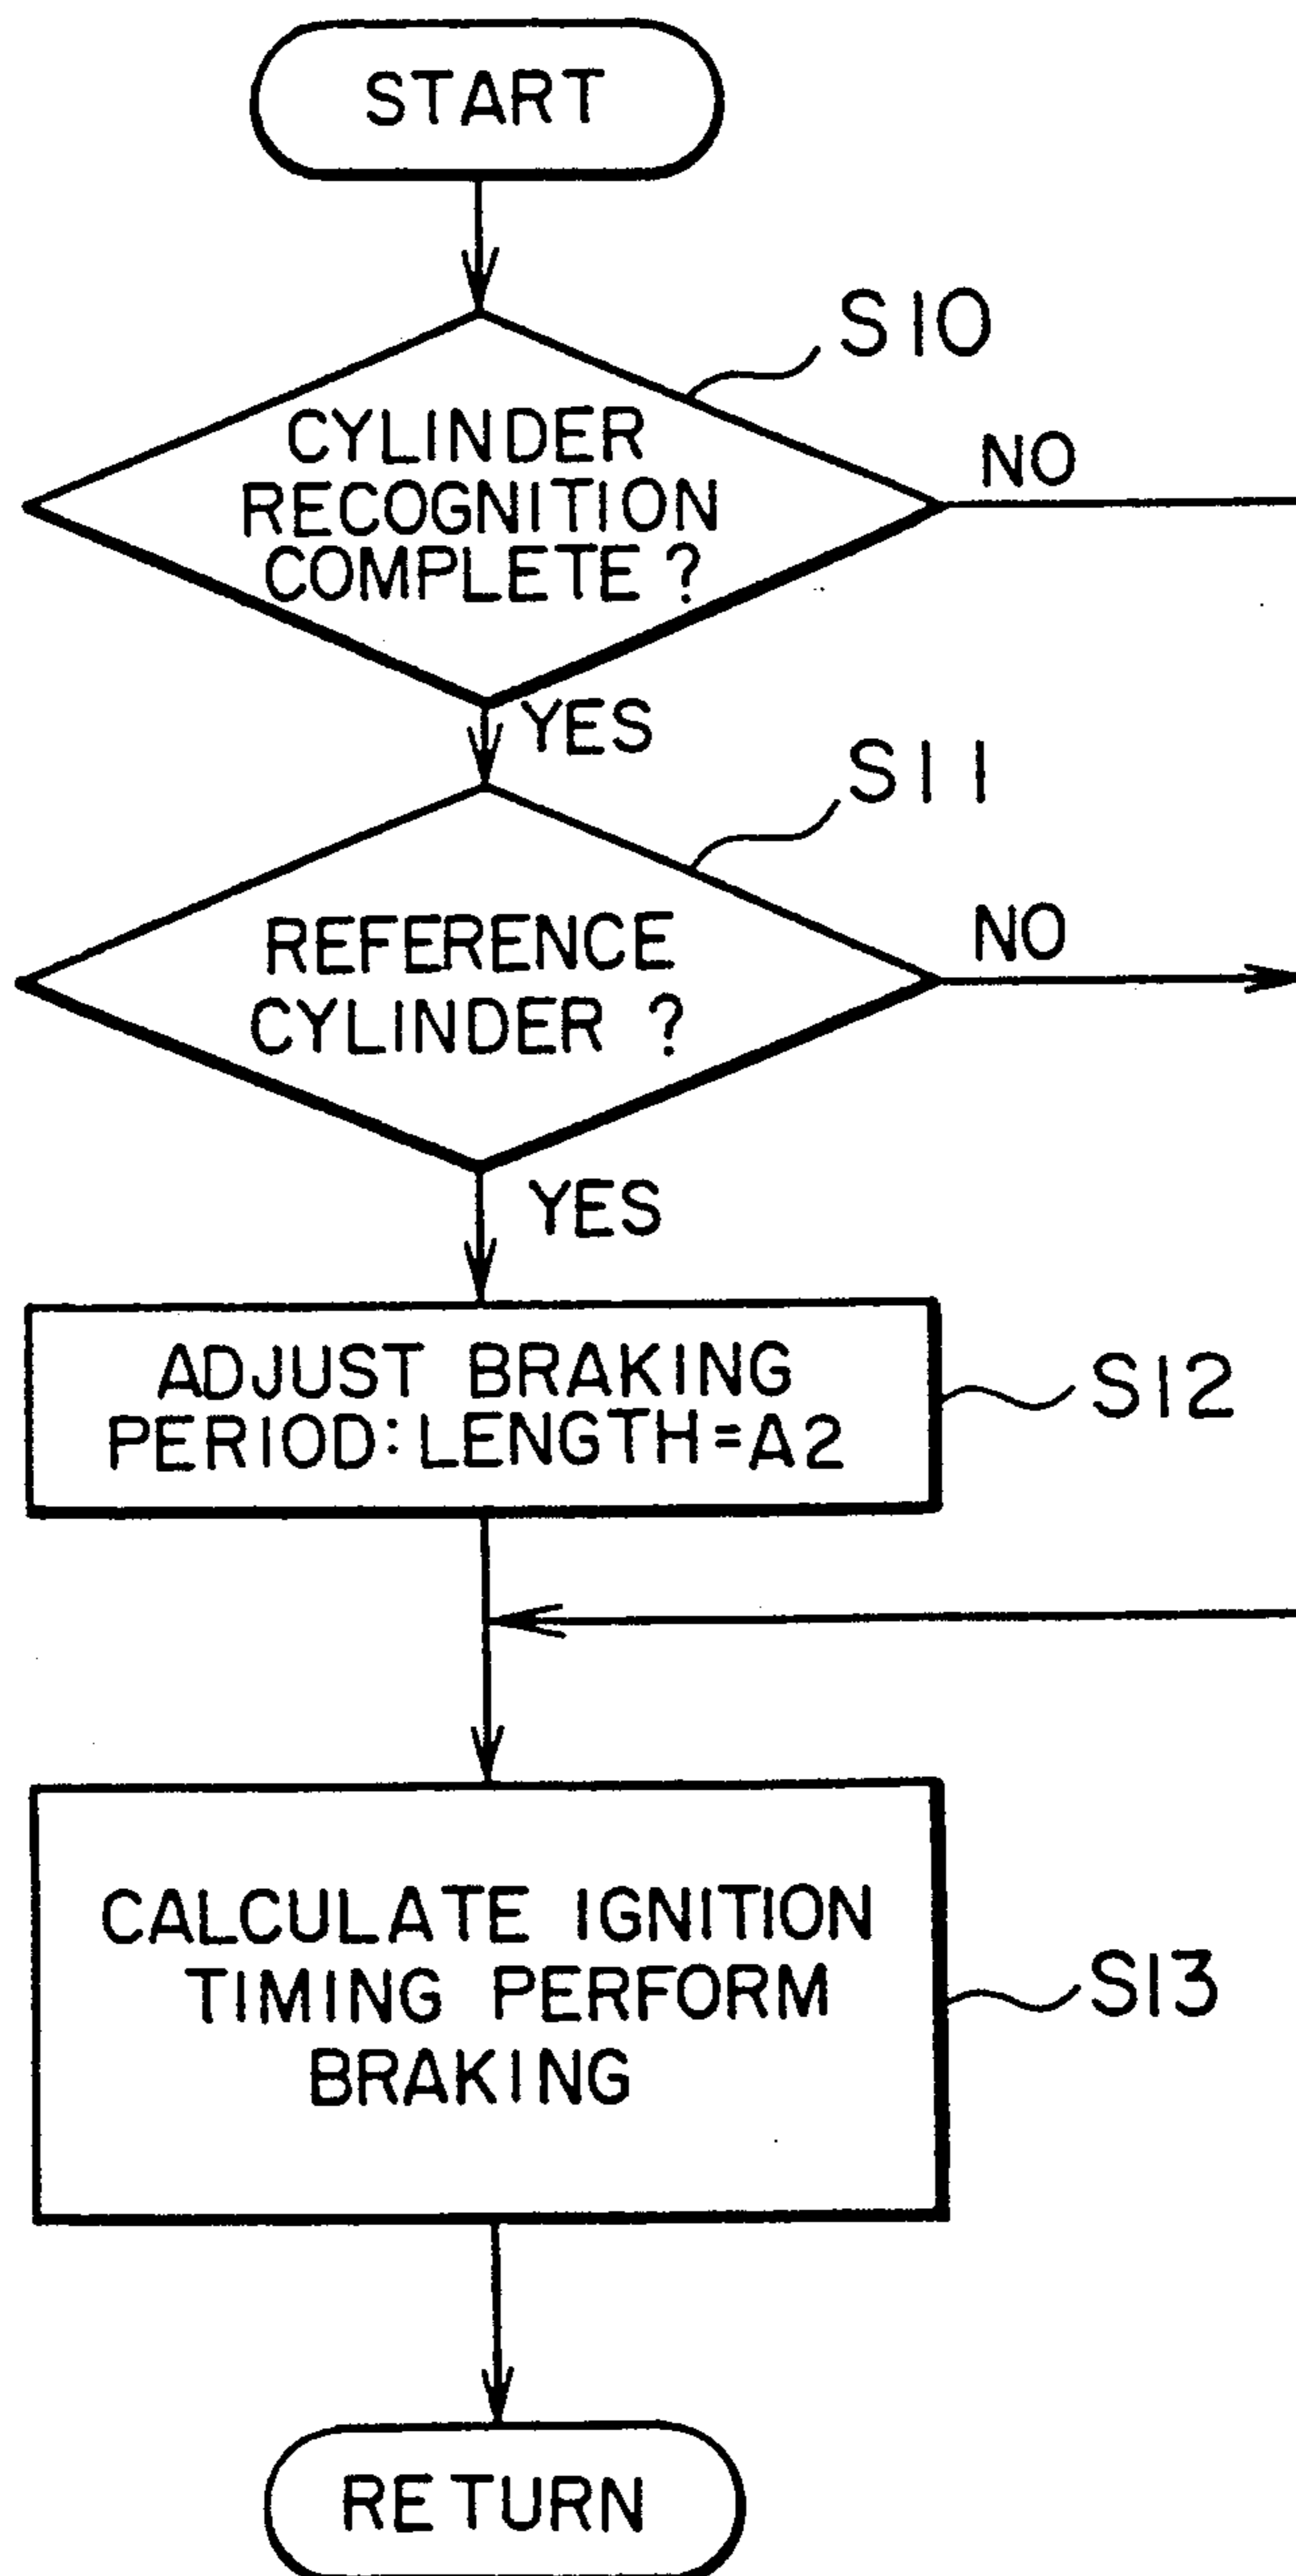 START
S10
CYLINDER
RECOGNITION
COMPLETE ?
NO
YES
S11
REFERENCE
CYLINDER ?
NO
YES
ADJUST BRAKING
PERIOD: LENGTH=A2
S12
CALCULATE IGNITION
TIMING PERFORM
BRAKING
S13
RETURN